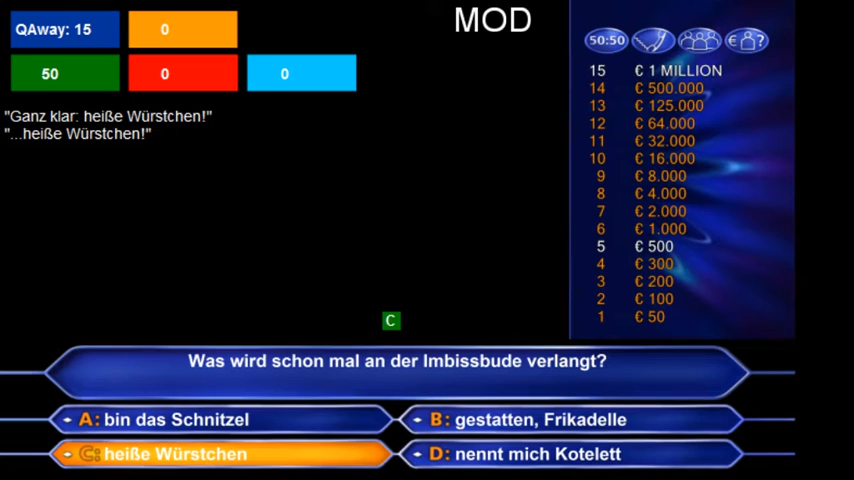 QAway: 15
0
MOD
50
0
0
"Ganz klar: heiße Würstchen!"
"...heiße Würstchen!"
50:50
€ ?
15 € 1 MILLION
14 € 500.000
13 € 125.000
12 € 64.000
11 € 32.000
10 € 16.000
9 € 8.000
8 € 4.000
7 € 2.000
6 € 1.000
5 € 500
4 € 300
3 € 200
2 € 100
1 € 50
C
Was wird schon mal an der Imbissbude verlangt?
A: bin das Schnitzel
B: gestatten, Frikadelle
C: heiße Würstchen
D: nennt mich Kotelett